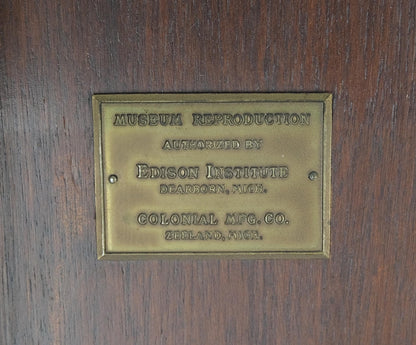 MUSEUM REPRODUCTION
AUTHORIZED BY
EDISON INSTITUTE
DEARBORN, MICH.
COLONIAL MFG. CO.
ZEELAND, MICH.